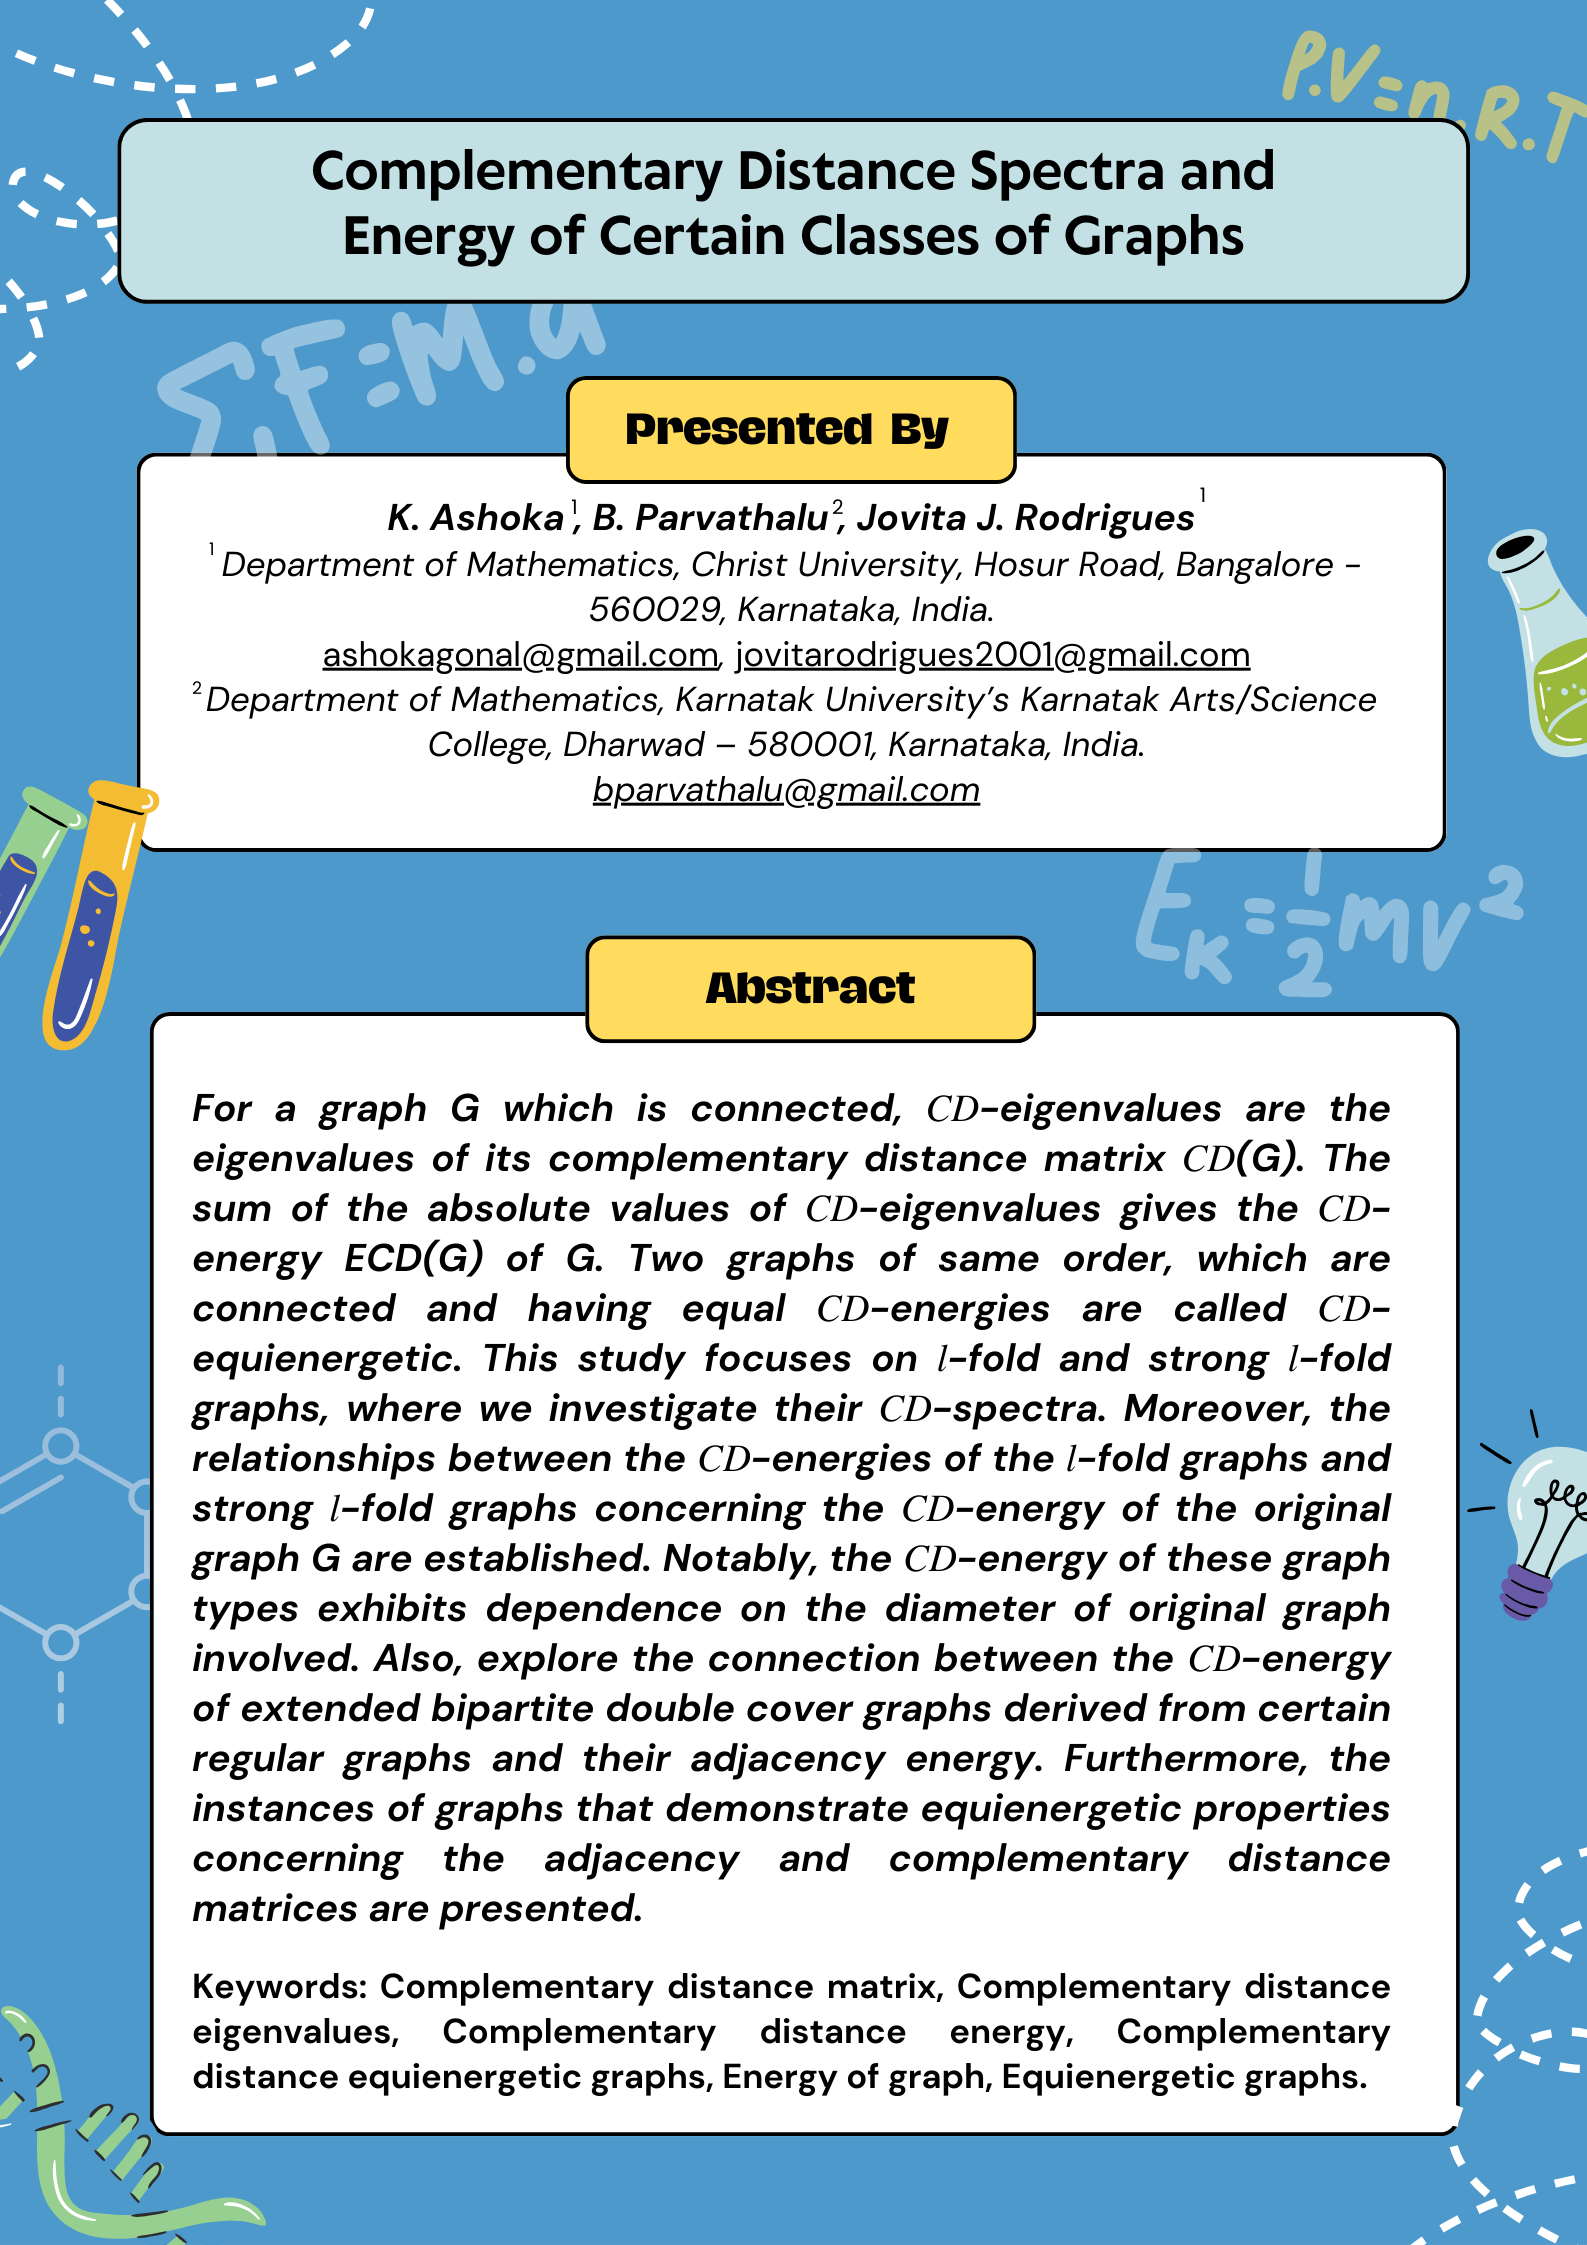 P.V=n.R.T
Complementary Distance Spectra and
Energy of Certain Classes of Graphs
Σ.F=M.a
Presented By
K. Ashoka¹, B. Parvathalu², Jovita J. Rodrigues¹
¹ Department of Mathematics, Christ University, Hosur Road, Bangalore -
560029, Karnataka, India.
ashokagonal@gmail.com, jovitarodrigues2001@gmail.com
² Department of Mathematics, Karnatak University’s Karnatak Arts/Science
College, Dharwad – 580001, Karnataka, India.
bparvathalu@gmail.com
Eₖ=½mv²
Abstract
For a graph G which is connected, CD-eigenvalues are the
eigenvalues of its complementary distance matrix CD(G). The
sum of the absolute values of CD-eigenvalues gives the CD-
energy ECD(G) of G. Two graphs of same order, which are
connected and having equal CD-energies are called CD-
equienergetic. This study focuses on l-fold and strong l-fold
graphs, where we investigate their CD-spectra. Moreover, the
relationships between the CD-energies of the l-fold graphs and
strong l-fold graphs concerning the CD-energy of the original
graph G are established. Notably, the CD-energy of these graph
types exhibits dependence on the diameter of original graph
involved. Also, explore the connection between the CD-energy
of extended bipartite double cover graphs derived from certain
regular graphs and their adjacency energy. Furthermore, the
instances of graphs that demonstrate equienergetic properties
concerning the adjacency and complementary distance
matrices are presented.
Keywords: Complementary distance matrix, Complementary distance
eigenvalues, Complementary distance energy, Complementary
distance equienergetic graphs, Energy of graph, Equienergetic graphs.